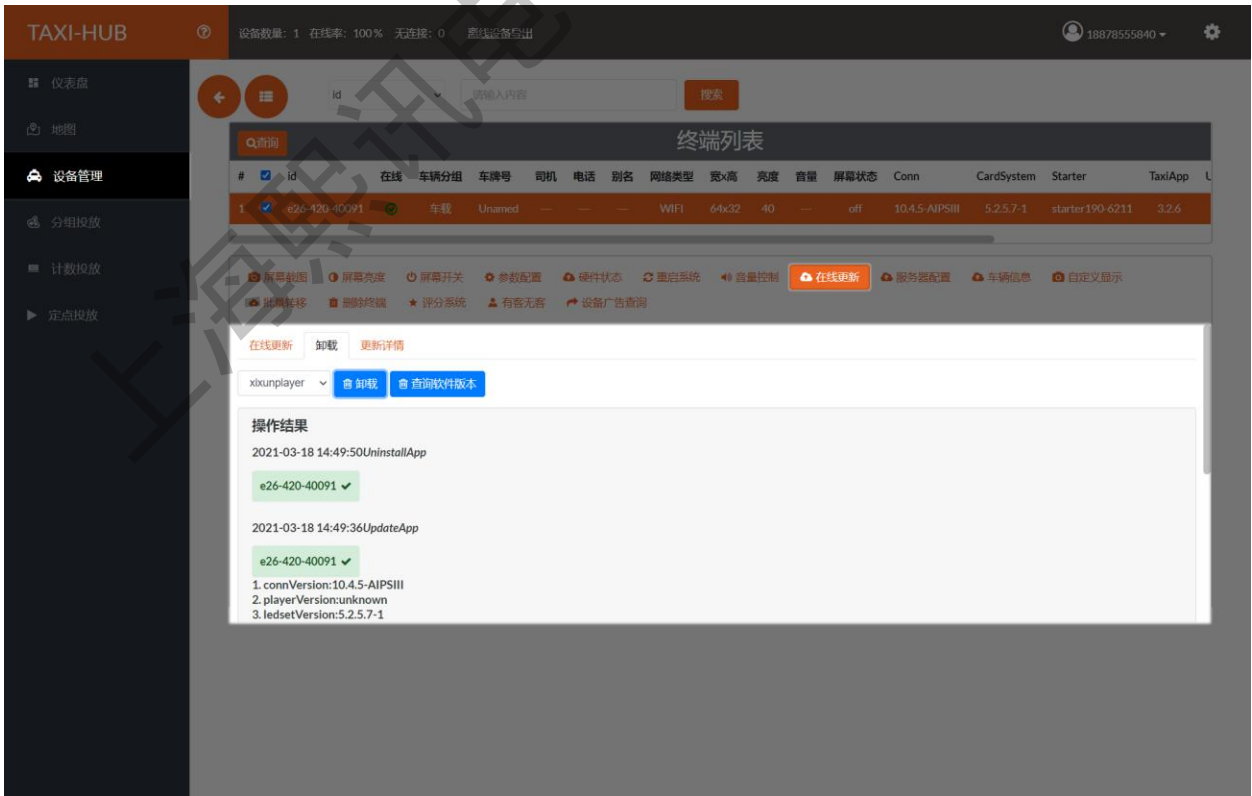 TAXI-HUB
设备数量: 1 在线率: 100% 无连接: 0 离线设备导出
18878555840
仪表盘
地图
设备管理
分组投放
计数投放
定点投放
id 请输入内容 搜索
查询 终端列表
# id 在线 车辆分组 车牌号 司机 电话 别名 网络类型 宽x高 亮度 音量 屏幕状态 Conn CardSystem Starter TaxiApp
1 e26-420-40091 车载 Unamed — — — WIFI 64x32 40 — off 10.4.5-AIPSIII 5.2.5.7-1 starter190-6211 3.2.6
屏幕截图 屏幕亮度 屏幕开关 参数配置 硬件状态 重启系统 音量控制 在线更新 服务器配置 车辆信息 自定义显示
批量转移 删除终端 评分系统 有客无客 设备广告查询
在线更新 卸载 更新详情
xixunplayer 卸载 查询软件版本
操作结果
2021-03-18 14:49:50UninstallApp
e26-420-40091 ✔
2021-03-18 14:49:36UpdateApp
e26-420-40091 ✔
1. connVersion:10.4.5-AIPSIII
2. playerVersion:unknown
3. ledsetVersion:5.2.5.7-1
上海熙讯电